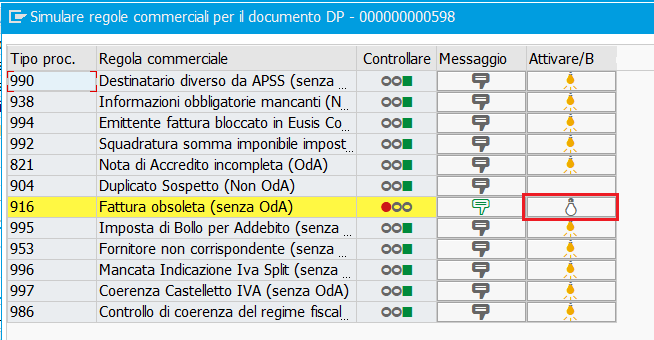 Simulare regole commerciali per il documento DP - 000000000598
Tipo proc. Regola commerciale Controllare Messaggio Attivare/B
990 Destinatario diverso da APSS (senza ...
938 Informazioni obbligatorie mancanti (N...
994 Emittente fattura bloccato in Eusis Co...
992 Squadratura somma imponibile impost...
821 Nota di Accredito incompleta (OdA)
904 Duplicato Sospetto (Non OdA)
916 Fattura obsoleta (senza OdA)
995 Imposta di Bollo per Addebito (senza ...
953 Fornitore non corrispondente (senza ...
996 Mancata Indicazione Iva Split (senza ...
997 Coerenza Castelletto IVA (senza OdA)
986 Controllo di coerenza del regime fiscal...